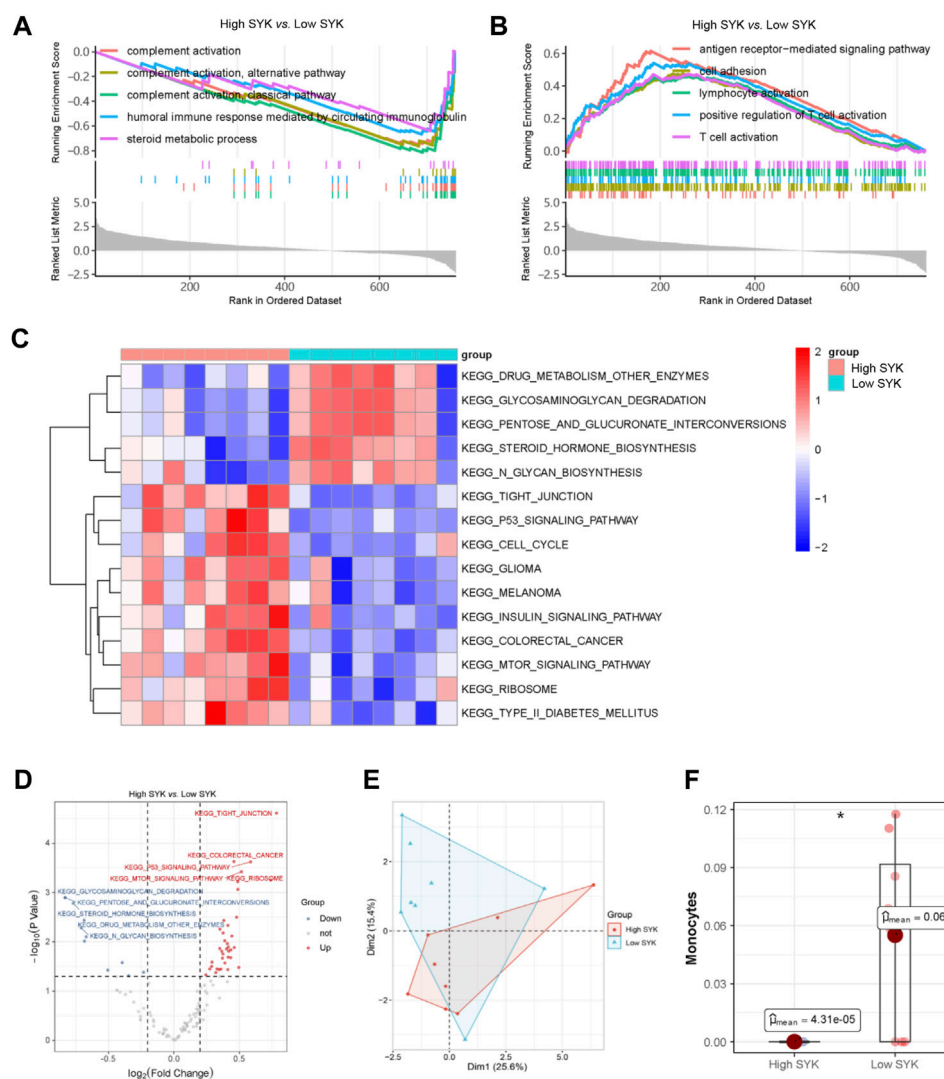 A
High SYK vs. Low SYK
Running Enrichment Score
0.0
-0.2
-0.4
-0.6
-0.8
complement activation
complement activation, alternative pathway
complement activation, classical pathway
humoral immune response mediated by circulating immunoglobulin
steroid metabolic process
Ranked List Metric
5.0
2.5
0.0
-2.5
200
400
600
Rank in Ordered Dataset
B
High SYK vs. Low SYK
Running Enrichment Score
0.6
0.4
0.2
0.0
antigen receptor-mediated signaling pathway
cell adhesion
lymphocyte activation
positive regulation of T cell activation
T cell activation
Ranked List Metric
5.0
2.5
0.0
-2.5
200
400
600
Rank in Ordered Dataset
C
group
KEGG_DRUG_METABOLISM_OTHER_ENZYMES
KEGG_GLYCOSAMINOGLYCAN_DEGRADATION
KEGG_PENTOSE_AND_GLUCURONATE_INTERCONVERSIONS
KEGG_STEROID_HORMONE_BIOSYNTHESIS
KEGG_N_GLYCAN_BIOSYNTHESIS
KEGG_TIGHT_JUNCTION
KEGG_P53_SIGNALING_PATHWAY
KEGG_CELL_CYCLE
KEGG_GLIOMA
KEGG_MELANOMA
KEGG_INSULIN_SIGNALING_PATHWAY
KEGG_COLORECTAL_CANCER
KEGG_MTOR_SIGNALING_PATHWAY
KEGG_RIBOSOME
KEGG_TYPE_II_DIABETES_MELLITUS
2
1
0
-1
-2
group
High SYK
Low SYK
D
High SYK vs. Low SYK
-log10(P Value)
4
3
2
1
0
KEGG_TIGHT_JUNCTION
KEGG_COLORECTAL_CANCER
KEGG_P53_SIGNALING_PATHWAY
KEGG_MTOR_SIGNALING_PATHWAY KEGG_RIBOSOME
KEGG_GLYCOSAMINOGLYCAN_DEGRADATION
KEGG_PENTOSE_AND_GLUCURONATE_INTERCONVERSIONS
KEGG_STEROID_HORMONE_BIOSYNTHESIS
KEGG_DRUG_METABOLISM_OTHER_ENZYMES
KEGG_N_GLYCAN_BIOSYNTHESIS
-0.5
0.0
0.5
log2(Fold Change)
Group
Down
not
Up
E
Dim2 (15.4%)
2
0
-2
-2.5
0.0
2.5
5.0
Dim1 (25.6%)
Group
High SYK
Low SYK
F
Monocytes
0.12
0.09
0.06
0.03
0.00
*
μ̂mean = 4.31e-05
μ̂mean = 0.06
High SYK
Low SYK